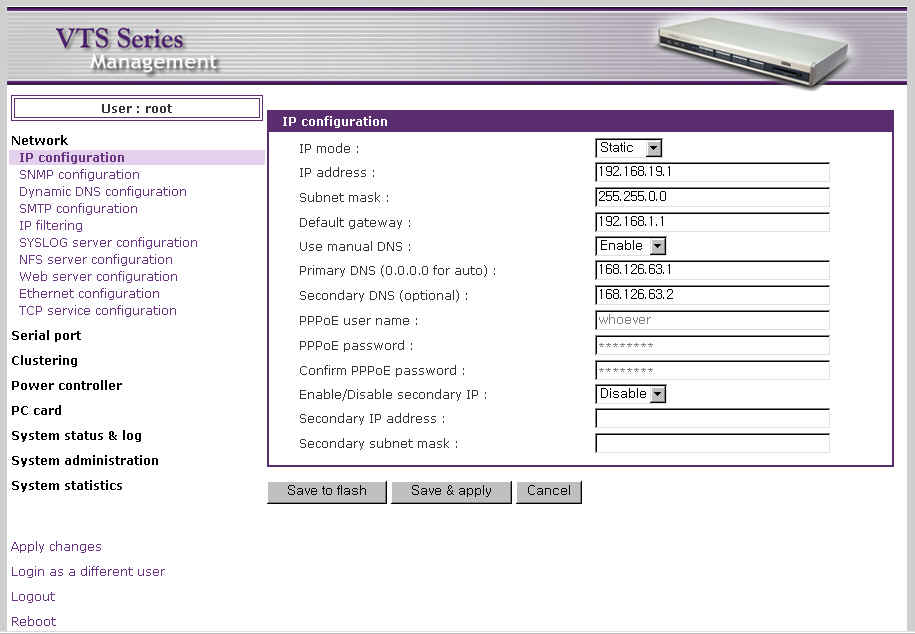 VTS Series
Management
User : root
Network
IP configuration
SNMP configuration
Dynamic DNS configuration
SMTP configuration
IP filtering
SYSLOG server configuration
NFS server configuration
Web server configuration
Ethernet configuration
TCP service configuration
Serial port
Clustering
Power controller
PC card
System status & log
System administration
System statistics
Apply changes
Login as a different user
Logout
Reboot
IP configuration
IP mode : Static
IP address : 192.168.19.1
Subnet mask : 255.255.0.0
Default gateway : 192.168.1.1
Use manual DNS : Enable
Primary DNS (0.0.0.0 for auto) : 168.126.63.1
Secondary DNS (optional) : 168.126.63.2
PPPoE user name : whoever
PPPoE password : ********
Confirm PPPoE password : ********
Enable/Disable secondary IP : Disable
Secondary IP address :
Secondary subnet mask :
Save to flash Save & apply Cancel